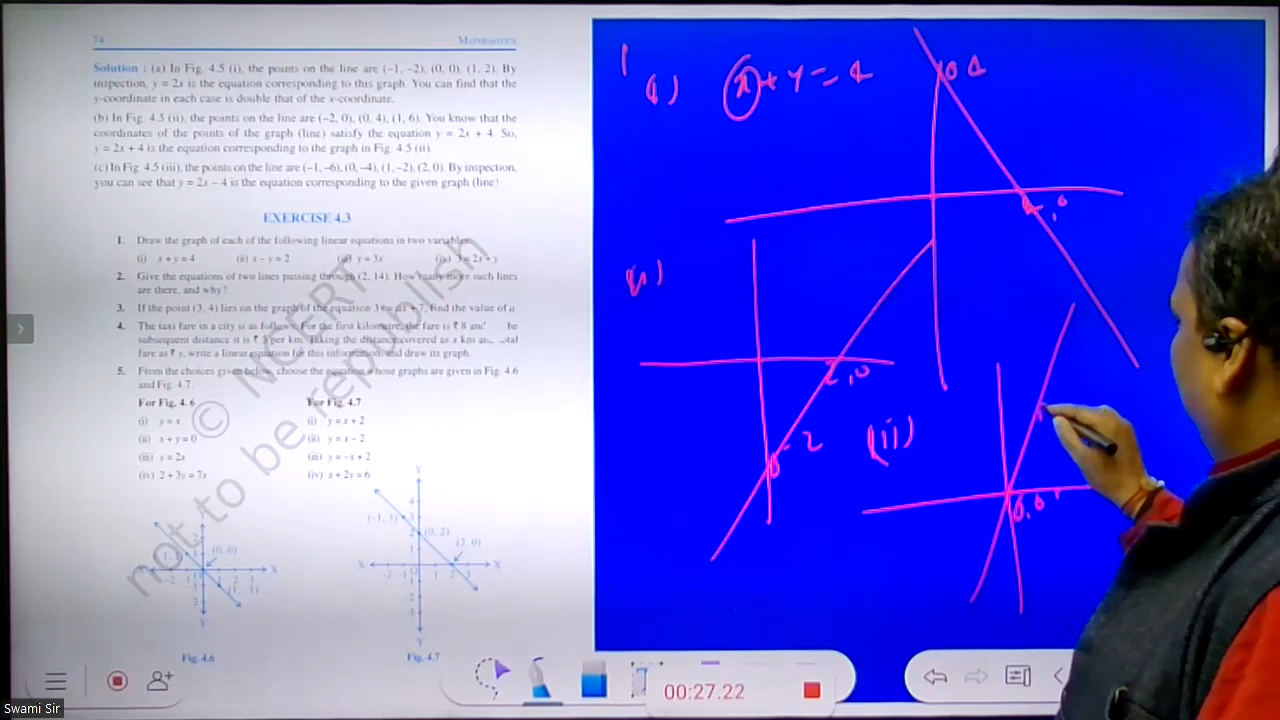 74 MATHEMATICS
Solution : (a) In Fig. 4.5 (i), the points on the line are (–1, –2), (0, 0), (1, 2). By
inspection, y = 2x is the equation corresponding to this graph. You can find that the
y-coordinate in each case is double that of the x-coordinate.
(b) In Fig. 4.5 (ii), the points on the line are (–2, 0), (0, 4), (1, 6). You know that the
coordinates of the points of the graph (line) satisfy the equation y = 2x + 4. So,
y = 2x + 4 is the equation corresponding to the graph in Fig. 4.5 (ii).
(c) In Fig. 4.5 (iii), the points on the line are (–1, –6), (0, –4), (1, –2), (2, 0). By inspection,
you can see that y = 2x – 4 is the equation corresponding to the given graph (line)
EXERCISE 4.3
1. Draw the graph of each of the following linear equations in two variables:
(i) x + y = 4 (ii) x – y = 2 (iii) y = 3x (iv) 3 = 2x + y
2. Give the equations of two lines passing through (2, 14). How many more such lines
are there, and why?
3. If the point (3, 4) lies on the graph of the equation 3y = ax + 7, find the value of a
4. The taxi fare in a city is as follows: For the first kilometre, the fare is ₹ 8 and he
subsequent distance it is ₹ 5 per km. Taking the distance covered as x km an otal
fare as ₹ y, write a linear equation for this information, and draw its graph.
5. From the choices given below, choose the equation whose graphs are given in Fig. 4.6
and Fig. 4.7.
For Fig. 4. 6 For Fig. 4.7
(i) y = x (i) y = x + 2
(ii) x + y = 0 (ii) y = x – 2
(iii) y = 2x (iii) y = –x + 2
(iv) 2 + 3y = 7x (iv) x + 2y = 6
© NCERT
not to be republish
Y
(–1, 1) (0, 0) (1, –1)
X X
Y
Fig. 4.6
Y
(–1, 3) (0, 2) (2, 0)
X X
Y
Fig. 4.7
1
(i) x + y = 4
0 4
4, 0
(ii)
2, 0
0 – 2
(iii)
0, 0
00:27.22
Swami Sir